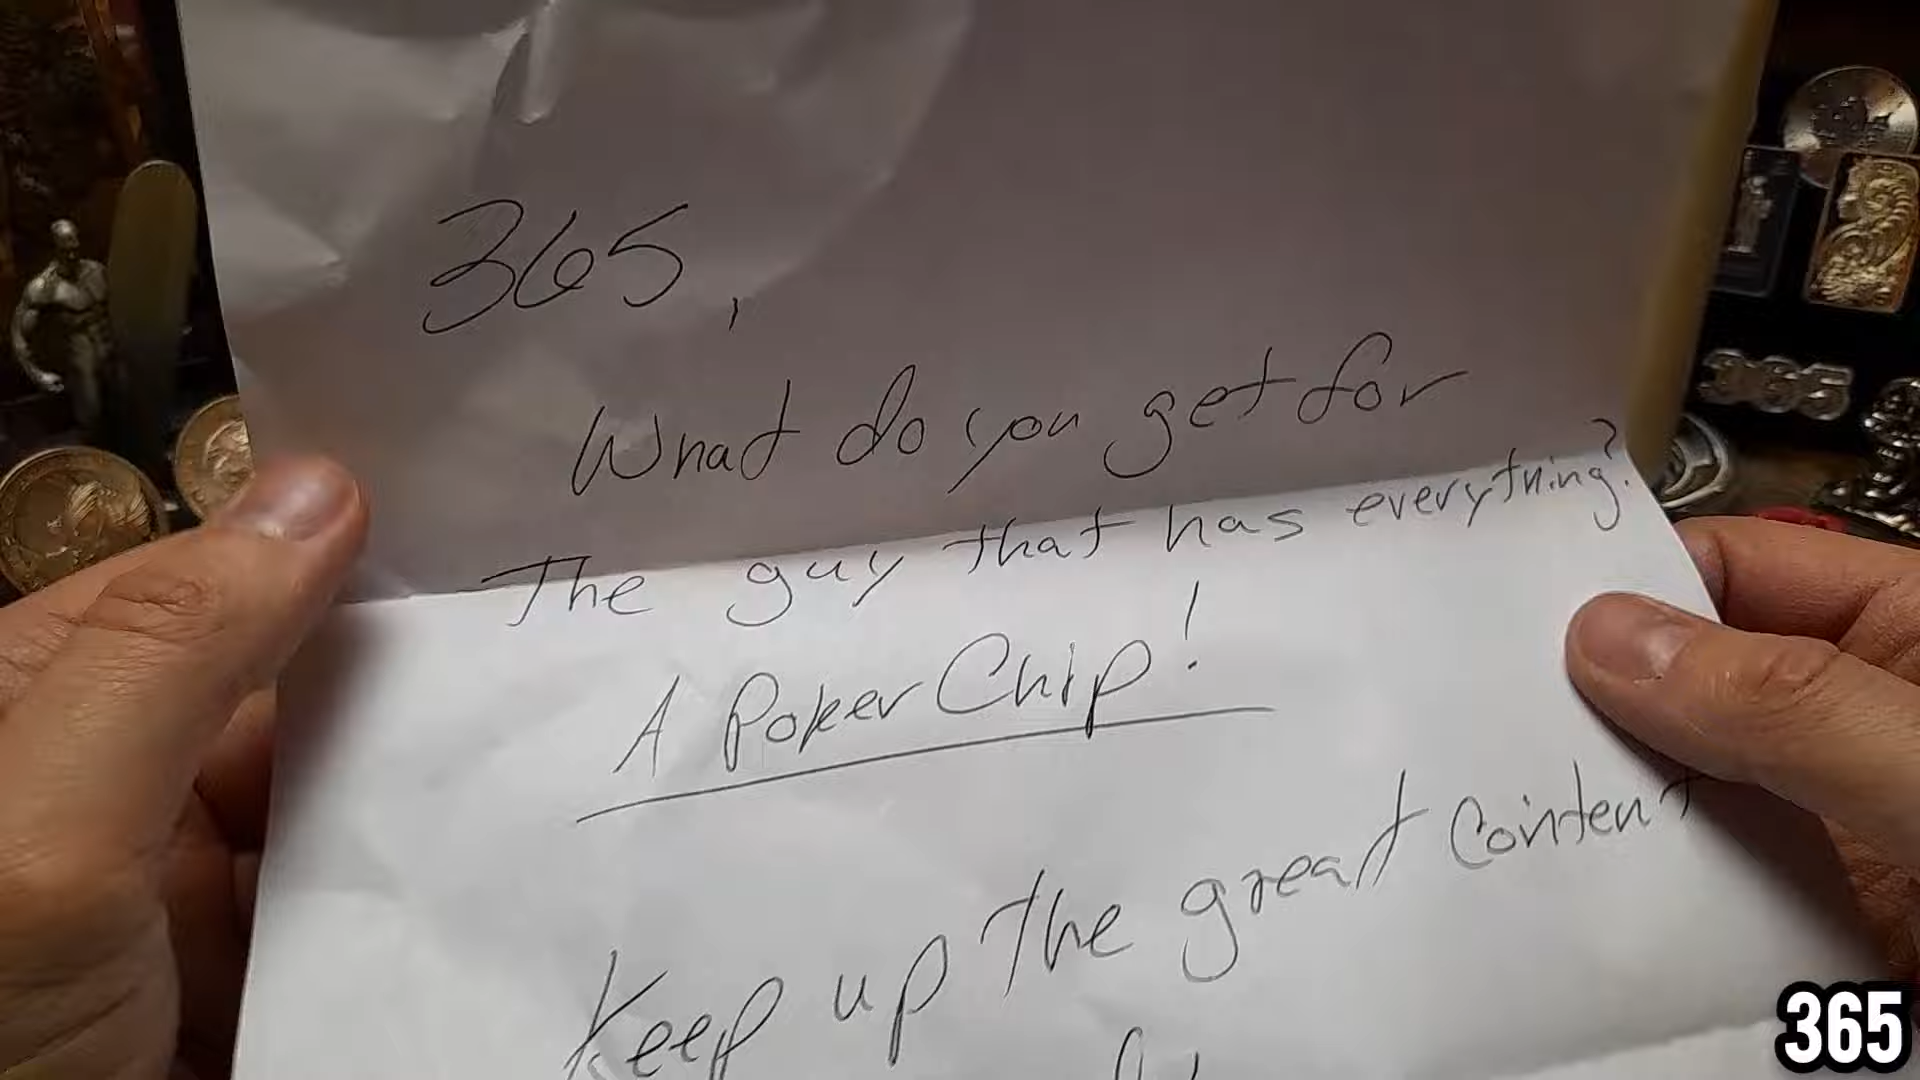 365,
What do you get for
The guy that has everything?
A Poker Chip!
Keep up the great Content
365
365